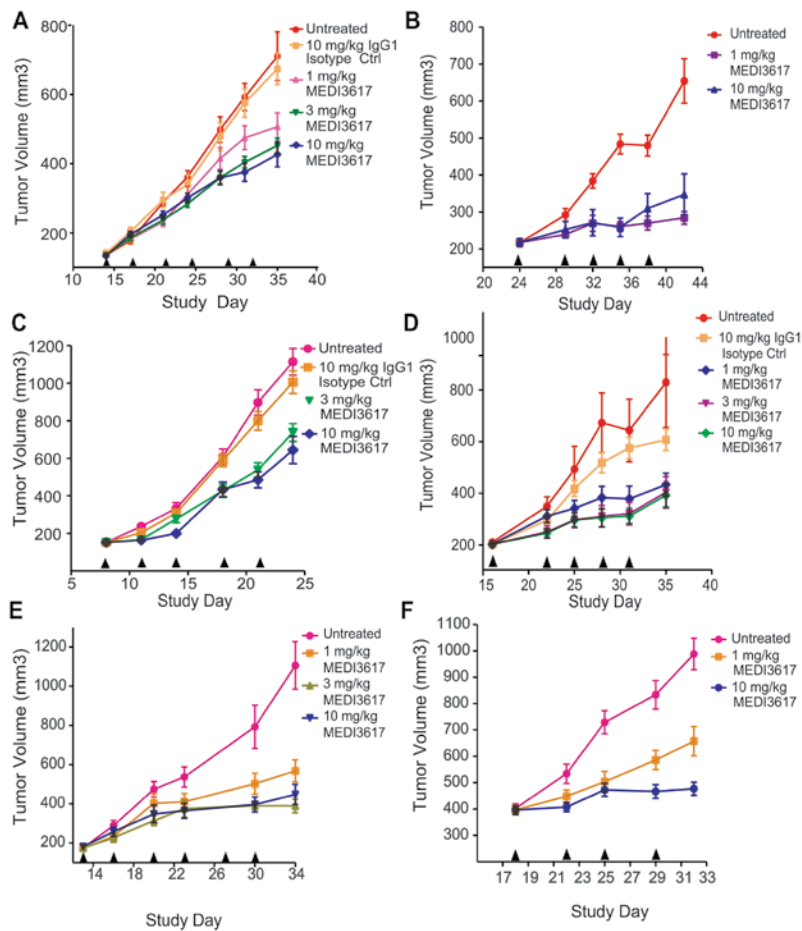 A
Tumor Volume (mm3)
800
600
400
200
10 15 20 25 30 35 40
Study Day
Untreated
10 mg/kg IgG1
Isotype Ctrl
1 mg/kg
MEDI3617
3 mg/kg
MEDI3617
10 mg/kg
MEDI3617
B
Tumor Volume (mm3)
800
700
600
500
400
300
200
20 24 28 32 36 40 44
Study Day
Untreated
1 mg/kg
MEDI3617
10 mg/kg
MEDI3617
C
Tumor Volume (mm3)
1200
1000
800
600
400
200
5 10 15 20 25
Study Day
Untreated
10 mg/kg IgG1
Isotype Ctrl
3 mg/kg
MEDI3617
10 mg/kg
MEDI3617
D
Tumor Volume (mm3)
1000
800
600
400
200
15 20 25 30 35 40
Study Day
Untreated
10 mg/kg IgG1
Isotype Ctrl
1 mg/kg
MEDI3617
3 mg/kg
MEDI3617
10 mg/kg
MEDI3617
E
Tumor Volume (mm3)
1200
1000
800
600
400
200
14 17 20 23 27 30 34
Study Day
Untreated
1 mg/kg
MEDI3617
3 mg/kg
MEDI3617
10 mg/kg
MEDI3617
F
Tumor Volume (mm3)
1100
1000
900
800
700
600
500
400
300
17 19 21 23 25 27 29 31 33
Study Day
Untreated
1 mg/kg
MEDI3617
10 mg/kg
MEDI3617